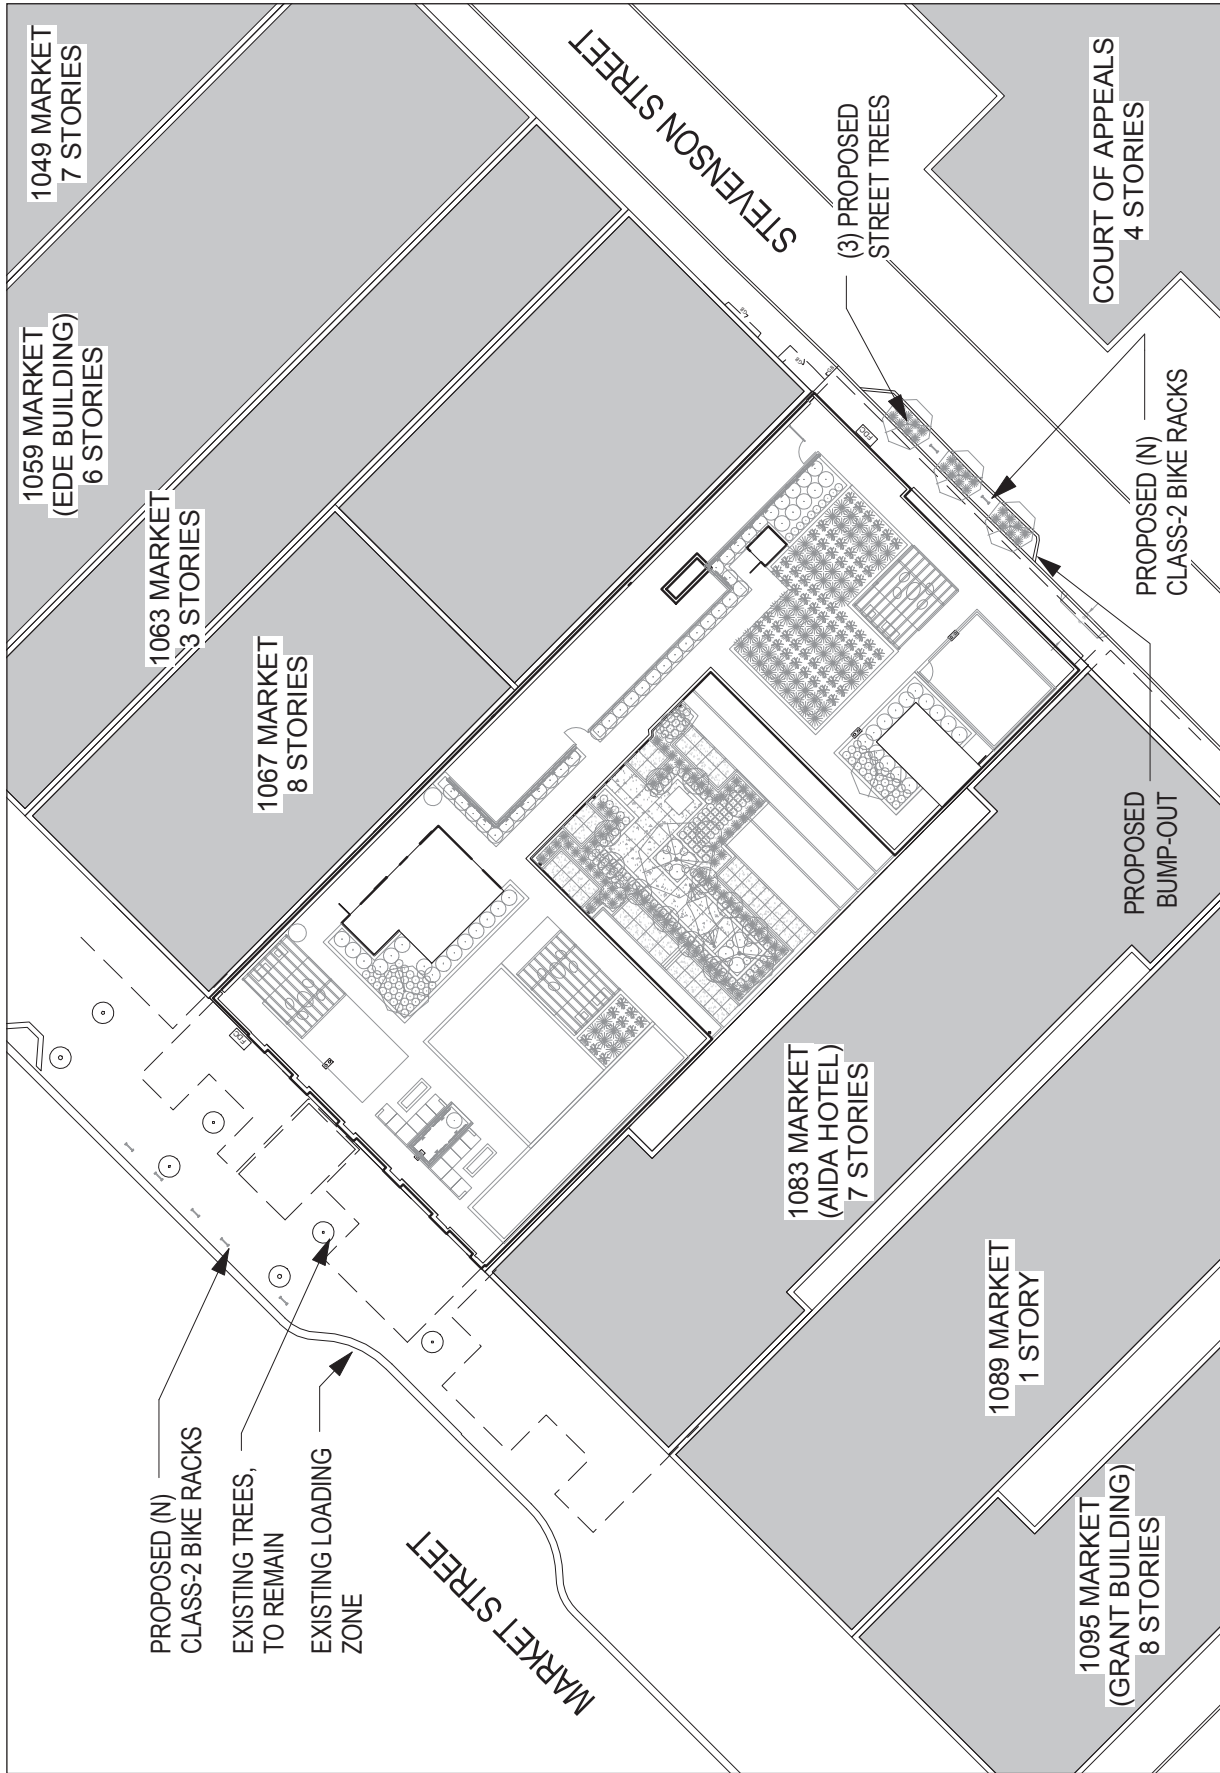 1049 MARKET
7 STORIES
1059 MARKET
(EDE BUILDING)
6 STORIES
1063 MARKET
3 STORIES
1067 MARKET
8 STORIES
STEVENSON STREET
(3) PROPOSED
STREET TREES
COURT OF APPEALS
4 STORIES
PROPOSED (N)
CLASS-2 BIKE RACKS
PROPOSED
BUMP-OUT
FDC
FDC
1083 MARKET
(AIDA HOTEL)
7 STORIES
1089 MARKET
1 STORY
1095 MARKET
(GRANT BUILDING)
8 STORIES
PROPOSED (N)
CLASS-2 BIKE RACKS
EXISTING TREES,
TO REMAIN
EXISTING LOADING
ZONE
MARKET STREET